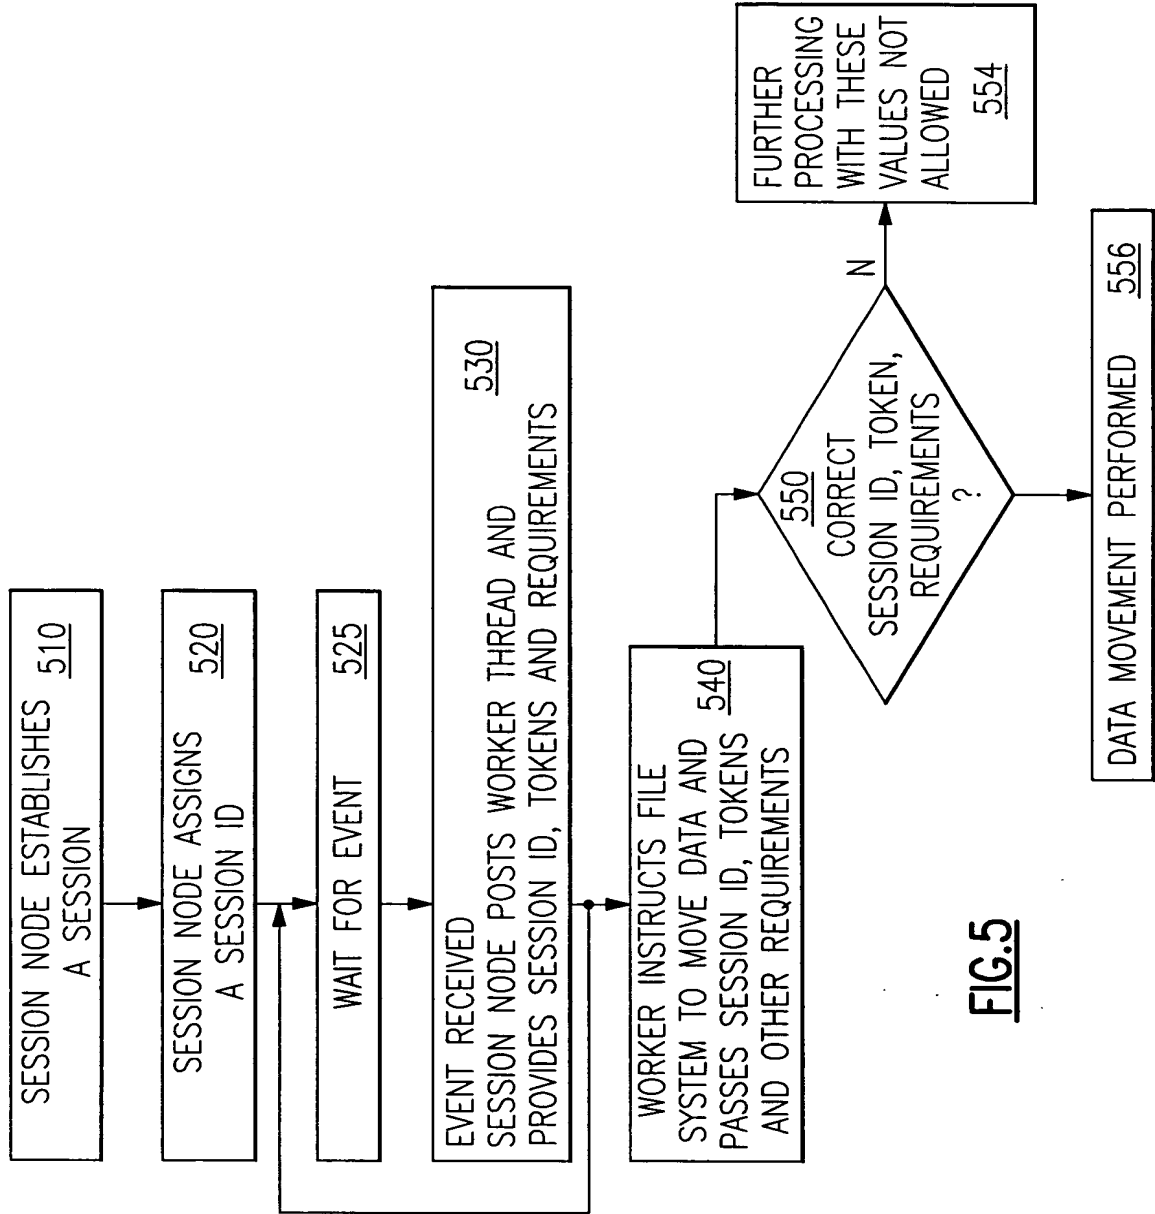 SESSION NODE ESTABLISHES
A SESSION
510
SESSION NODE ASSIGNS
A SESSION ID
520
WAIT FOR EVENT
525
EVENT RECEIVED
SESSION NODE POSTS WORKER THREAD AND
PROVIDES SESSION ID, TOKENS AND REQUIREMENTS
530
WORKER INSTRUCTS FILE
SYSTEM TO MOVE DATA AND
PASSES SESSION ID, TOKENS
AND OTHER REQUIREMENTS
540
550
CORRECT
SESSION ID, TOKEN,
REQUIREMENTS
?
N
FURTHER
PROCESSING
WITH THESE
VALUES NOT
ALLOWED
554
DATA MOVEMENT PERFORMED
556
FIG.5